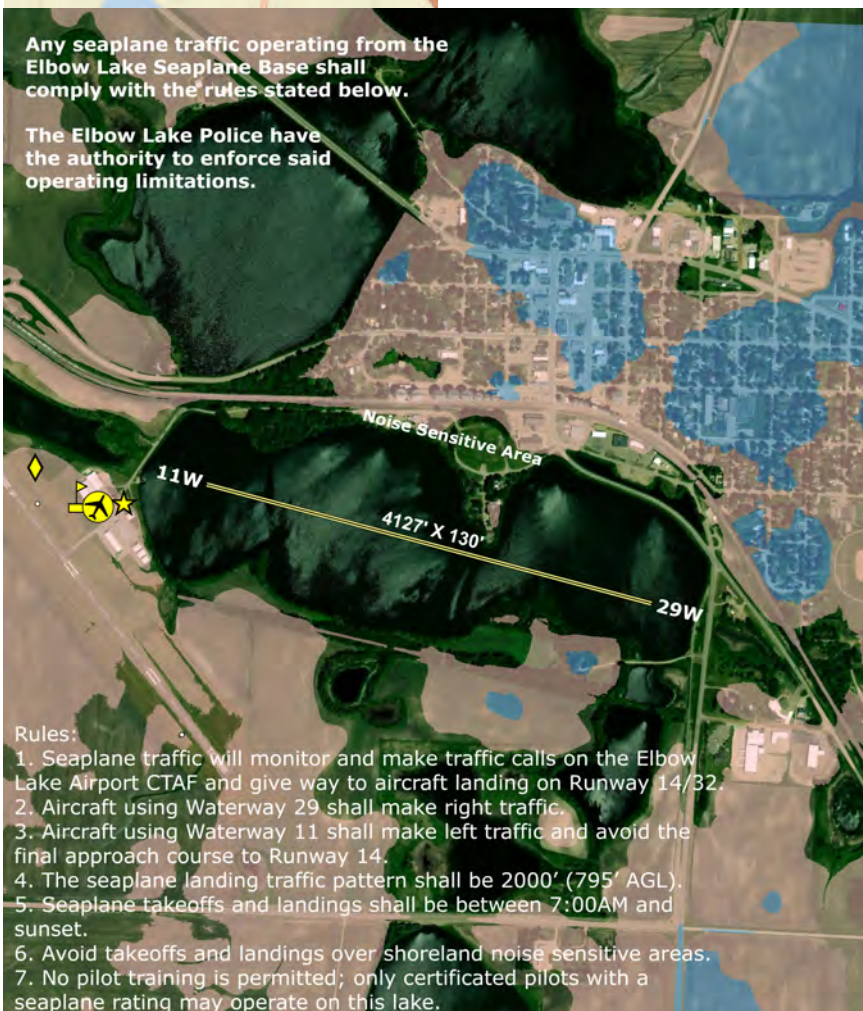 Any seaplane traffic operating from the
Elbow Lake Seaplane Base shall
comply with the rules stated below.
The Elbow Lake Police have
the authority to enforce said
operating limitations.
Noise Sensitive Area
11W
4127' X 130'
29W
Rules:
1. Seaplane traffic will monitor and make traffic calls on the Elbow
Lake Airport CTAF and give way to aircraft landing on Runway 14/32.
2. Aircraft using Waterway 29 shall make right traffic.
3. Aircraft using Waterway 11 shall make left traffic and avoid the
final approach course to Runway 14.
4. The seaplane landing traffic pattern shall be 2000' (795' AGL).
5. Seaplane takeoffs and landings shall be between 7:00AM and
sunset.
6. Avoid takeoffs and landings over shoreland noise sensitive areas.
7. No pilot training is permitted; only certificated pilots with a
seaplane rating may operate on this lake.